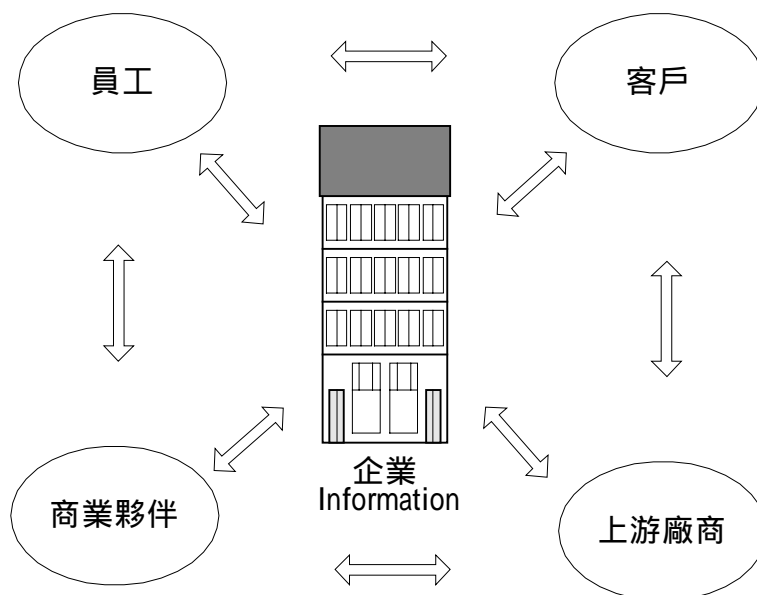 員工
客戶
企業
Information
商業夥伴
上游廠商